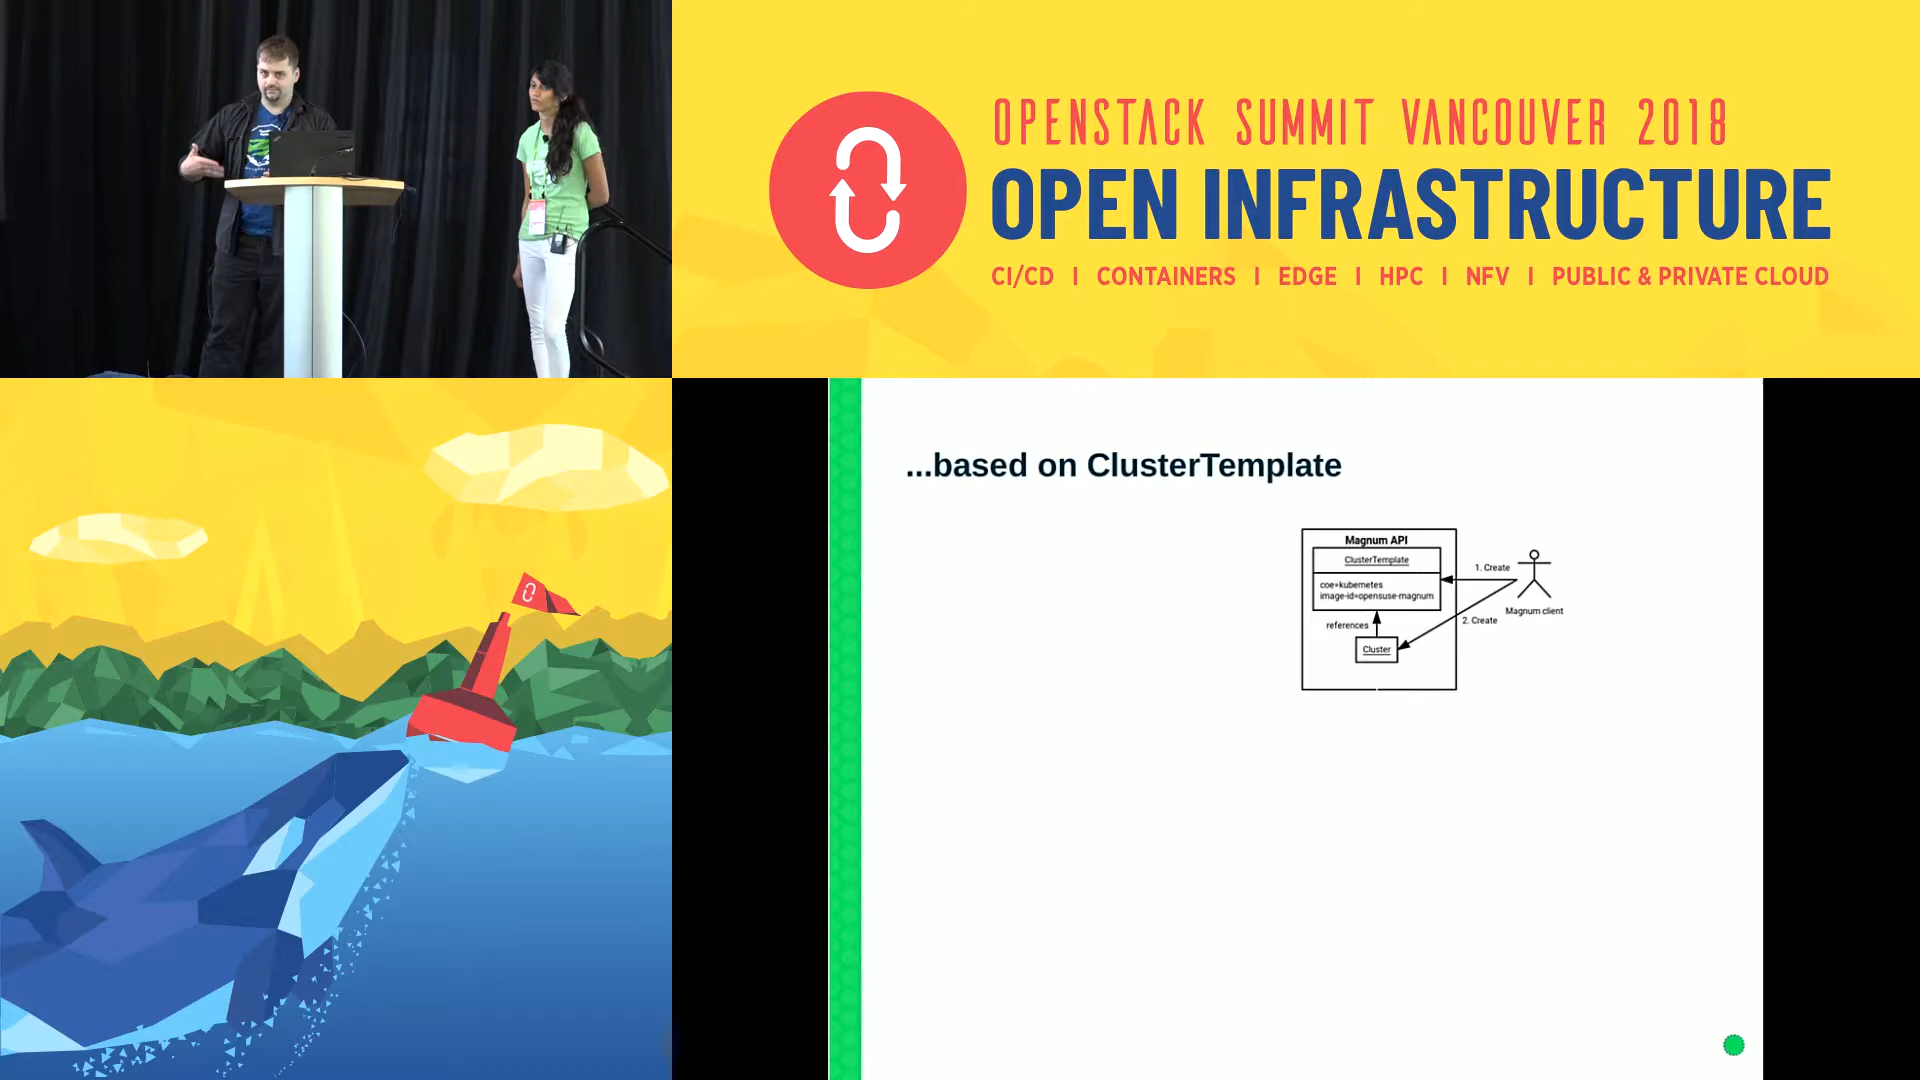 OPENSTACK SUMMIT VANCOUVER 2018
OPEN INFRASTRUCTURE
CI/CD I CONTAINERS I EDGE I HPC I NFV I PUBLIC & PRIVATE CLOUD
...based on ClusterTemplate
Magnum API
ClusterTemplate
coe=kubernetes
image-id=opensuse-magnum
references
Cluster
1. Create
2. Create
Magnum client